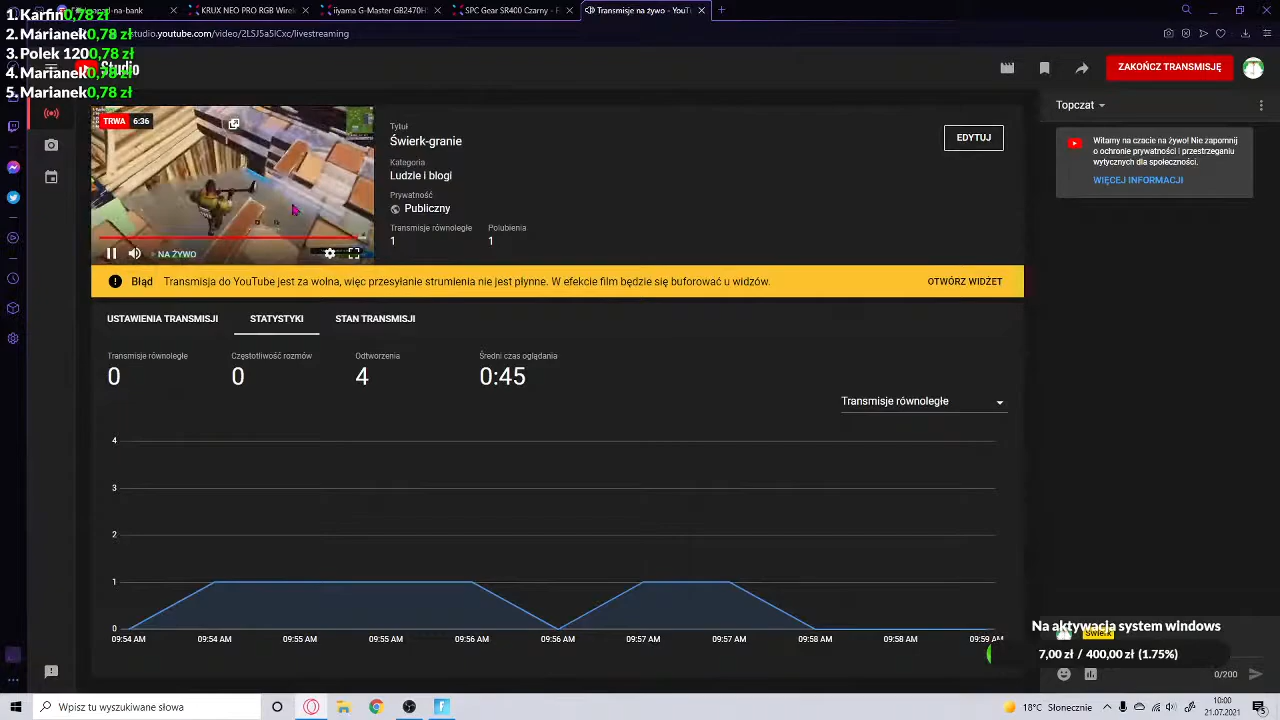 1. Karfin0,78 zł
2. Marianek0,78 zł
3. Polek 1200,78 zł
4. Marianek0,78 zł
5. Marianek0,78 zł
KRUX NEO PRO RGB Wirele
iiyama G-Master GB2470H
SPC Gear SR400 Czarny - F
Transmisje na żywo - YouTu
studio.youtube.com/video/2LSJ5a5lCxc/livestreaming
Studio
ZAKOŃCZ TRANSMISJĘ
TRWA 6:36
NA ŻYWO
Tytuł
Świerk-granie
EDYTUJ
Kategoria
Ludzie i blogi
Prywatność
Publiczny
Transmisje równoległe Polubienia
1 1
Topczat
Witamy na czacie na żywo! Nie zapomnij
o ochronie prywatności i przestrzeganiu
wytycznych dla społeczności.
WIĘCEJ INFORMACJI
Błąd Transmisja do YouTube jest za wolna, więc przesyłanie strumienia nie jest płynne. W efekcie film będzie się buforować u widzów. OTWÓRZ WIDŻET
USTAWIENIA TRANSMISJI STATYSTYKI STAN TRANSMISJI
Transmisje równoległe Częstotliwość rozmów Odtworzenia Średni czas oglądania
0 0 4 0:45
Transmisje równoległe
4
3
2
1
0
09:54 AM 09:54 AM 09:55 AM 09:55 AM 09:56 AM 09:56 AM 09:57 AM 09:57 AM 09:58 AM 09:58 AM 09:59 AM
Na aktywacja system windows
Świerk
7,00 zł / 400,00 zł (1.75%)
0/200
Wpisz tu wyszukiwane słowa
18°C Słonecznie
10:00
21.07.2021